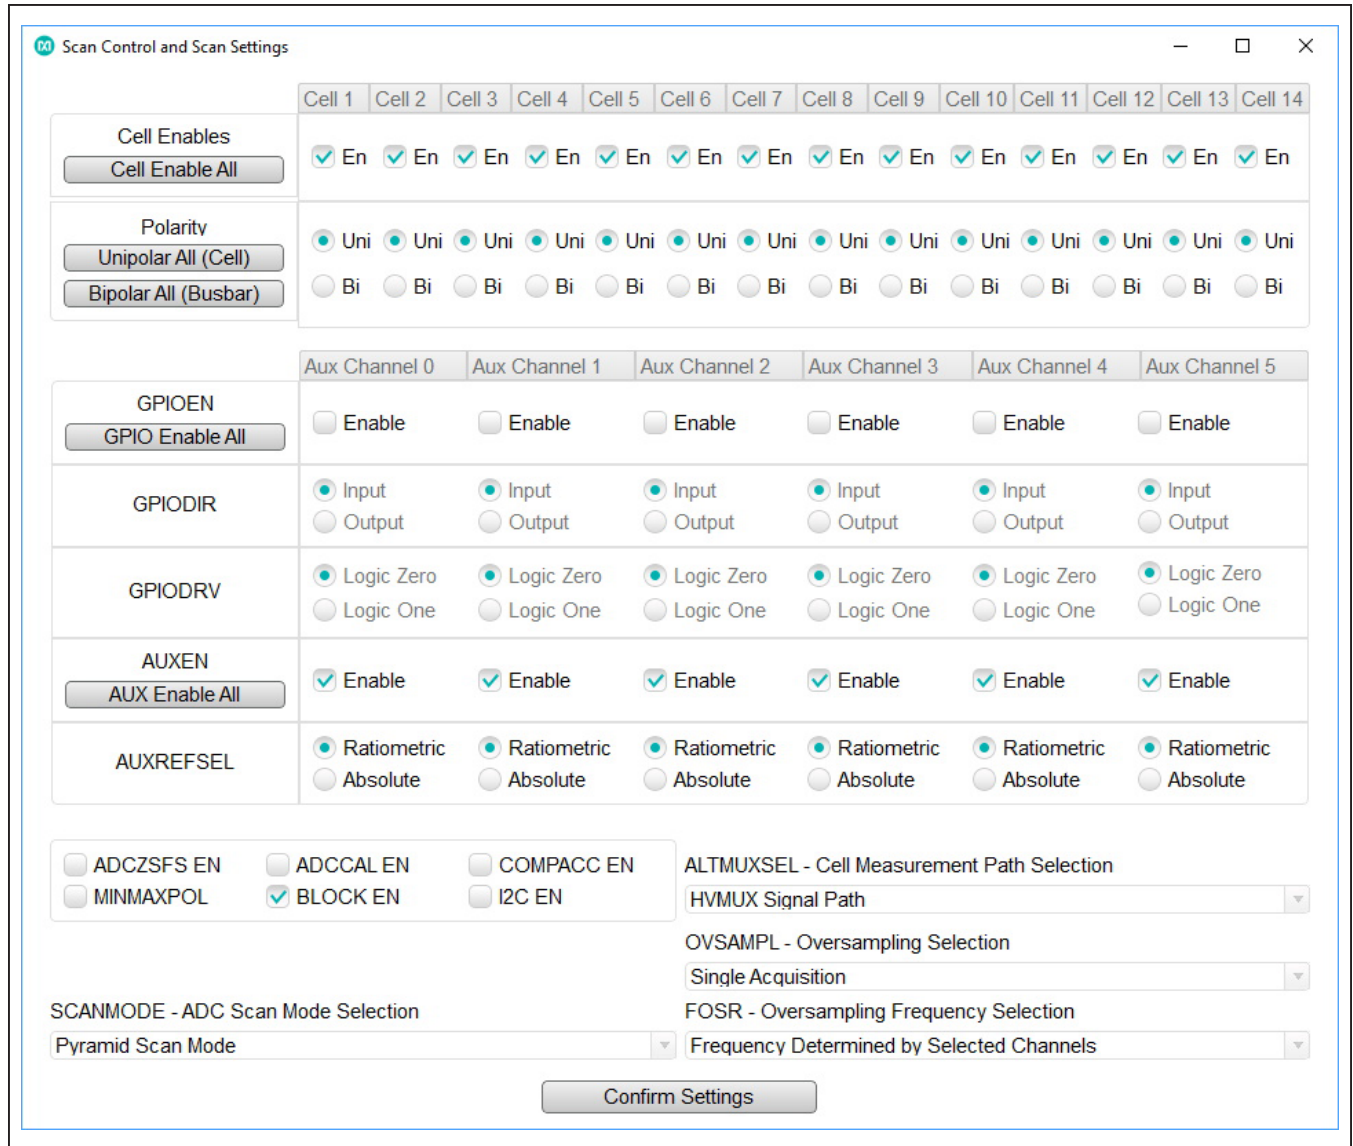 Scan Control and Scan Settings
Cell 1 Cell 2 Cell 3 Cell 4 Cell 5 Cell 6 Cell 7 Cell 8 Cell 9 Cell 10 Cell 11 Cell 12 Cell 13 Cell 14
Cell Enables
Cell Enable All
En En En En En En En En En En En En En En
Polarity
Unipolar All (Cell)
Bipolar All (Busbar)
Uni Uni Uni Uni Uni Uni Uni Uni Uni Uni Uni Uni Uni Uni
Bi Bi Bi Bi Bi Bi Bi Bi Bi Bi Bi Bi Bi Bi
Aux Channel 0 Aux Channel 1 Aux Channel 2 Aux Channel 3 Aux Channel 4 Aux Channel 5
GPIOEN
GPIO Enable All
Enable Enable Enable Enable Enable Enable
GPIODIR
Input Input Input Input Input Input
Output Output Output Output Output Output
GPIODRV
Logic Zero Logic Zero Logic Zero Logic Zero Logic Zero Logic Zero
Logic One Logic One Logic One Logic One Logic One Logic One
AUXEN
AUX Enable All
Enable Enable Enable Enable Enable Enable
AUXREFSEL
Ratiometric Ratiometric Ratiometric Ratiometric Ratiometric Ratiometric
Absolute Absolute Absolute Absolute Absolute Absolute
ADCZSFS EN ADCCAL EN COMPACC EN
MINMAXPOL BLOCK EN I2C EN
ALTMUXSEL - Cell Measurement Path Selection
HVMUX Signal Path
OVSAMPL - Oversampling Selection
Single Acquisition
SCANMODE - ADC Scan Mode Selection
Pyramid Scan Mode
FOSR - Oversampling Frequency Selection
Frequency Determined by Selected Channels
Confirm Settings